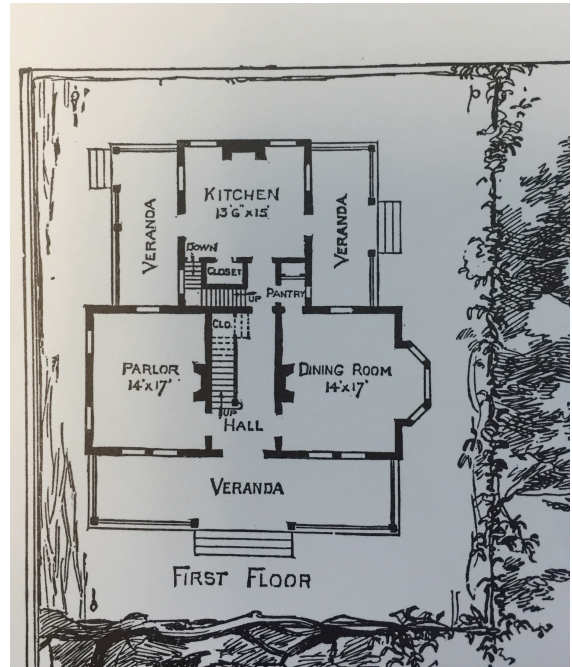 KITCHEN
13'6"x15'
VERANDA
VERANDA
DOWN
CLOSET
UP
PANTRY
CLO.
PARLOR
14'x17'
DINING ROOM
14'x17'
UP
HALL
VERANDA
FIRST FLOOR